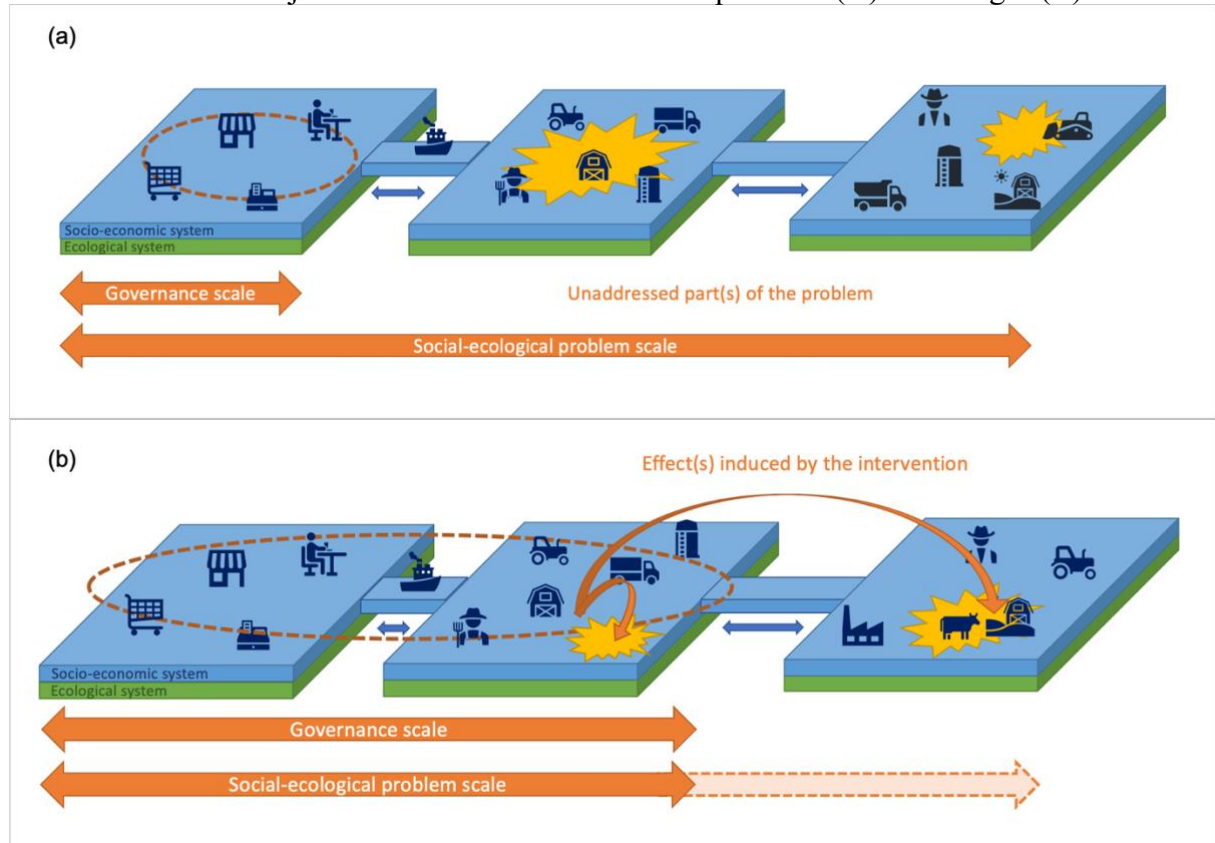 (a)
Socio-economic system
Ecological system
Governance scale
Unaddressed part(s) of the problem
Social-ecological problem scale
(b)
Effect(s) induced by the intervention
Socio-economic system
Ecological system
Governance scale
Social-ecological problem scale